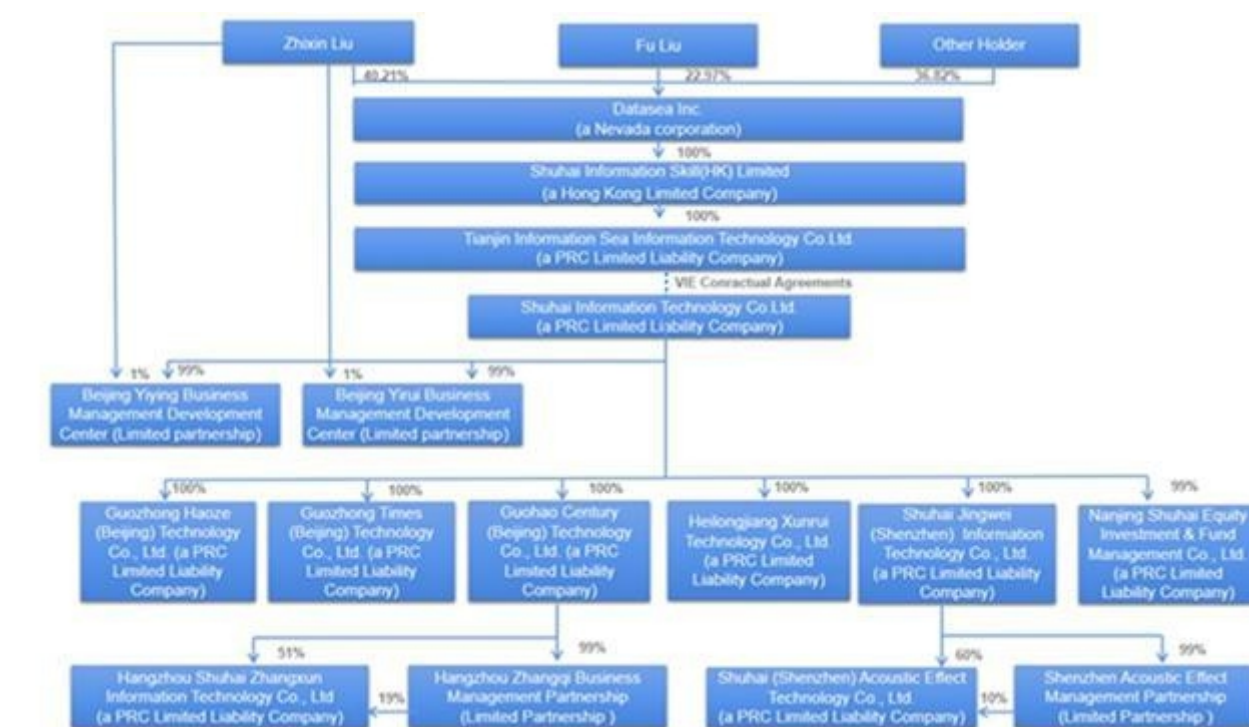 Zhixin Liu
Fu Liu
Other Holder
40.21%
22.97%
36.82%
Datasea Inc.
(a Nevada corporation)
100%
Shuhai Information Skill(HK) Limited
(a Hong Kong Limited Company)
100%
Tianjin Information Sea Information Technology Co.Ltd
(a PRC Limited Liability Company)
VIE Conractual Agreements
Shuhai Information Technology Co.Ltd.
(a PRC Limited Liability Company)
1%
99%
1%
99%
Beijing Yiying Business
Management Development
Center (Limited partnership)
Beijing Yirui Business
Management Development
Center (Limited partnership)
100%
100%
100%
100%
100%
99%
Guozhong Haoze
(Beijing) Technology
Co., Ltd. (a PRC
Limited Liability
Company)
Guozhong Times
(Beijing) Technology
Co., Ltd. (a PRC
Limited Liability
Company)
Guohao Century
(Beijing) Technology
Co., Ltd. (a PRC
Limited Liability
Company)
Heilongjiang Xunrui
Technology Co., Ltd.
(a PRC Limited
Liability Company)
Shuhai Jingwei
(Shenzhen) Information
Technology Co., Ltd.
(a PRC Limited Liability
Company)
Nanjing Shuhai Equity
Investment & Fund
Management Co., Ltd.
(a PRC Limited
Liability Company)
51%
99%
60%
99%
Hangzhou Shuhai Zhangxun
Information Technology Co., Ltd
(a PRC Limited Liability Company)
19%
Hangzhou Zhangqi Business
Management Partnership
(Limited Partnership )
Shuhai (Shenzhen) Acoustic Effect
Technology Co., Ltd.
(a PRC Limited Liability Company)
10%
Shenzhen Acoustic Effect
Management Partnership
(Limited Partnership )